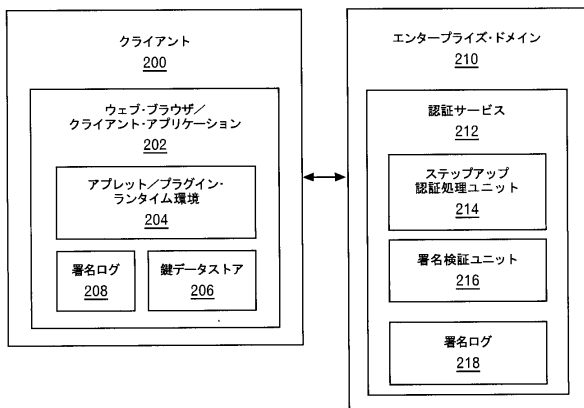 クライアント
200
ウェブ・ブラウザ／
クライアント・アプリケーション
202
アプレット／プラグイン・
ランタイム環境
204
署名ログ
208
鍵データストア
206
エンタープライズ・ドメイン
210
認証サービス
212
ステップアップ
認証処理ユニット
214
署名検証ユニット
216
署名ログ
218